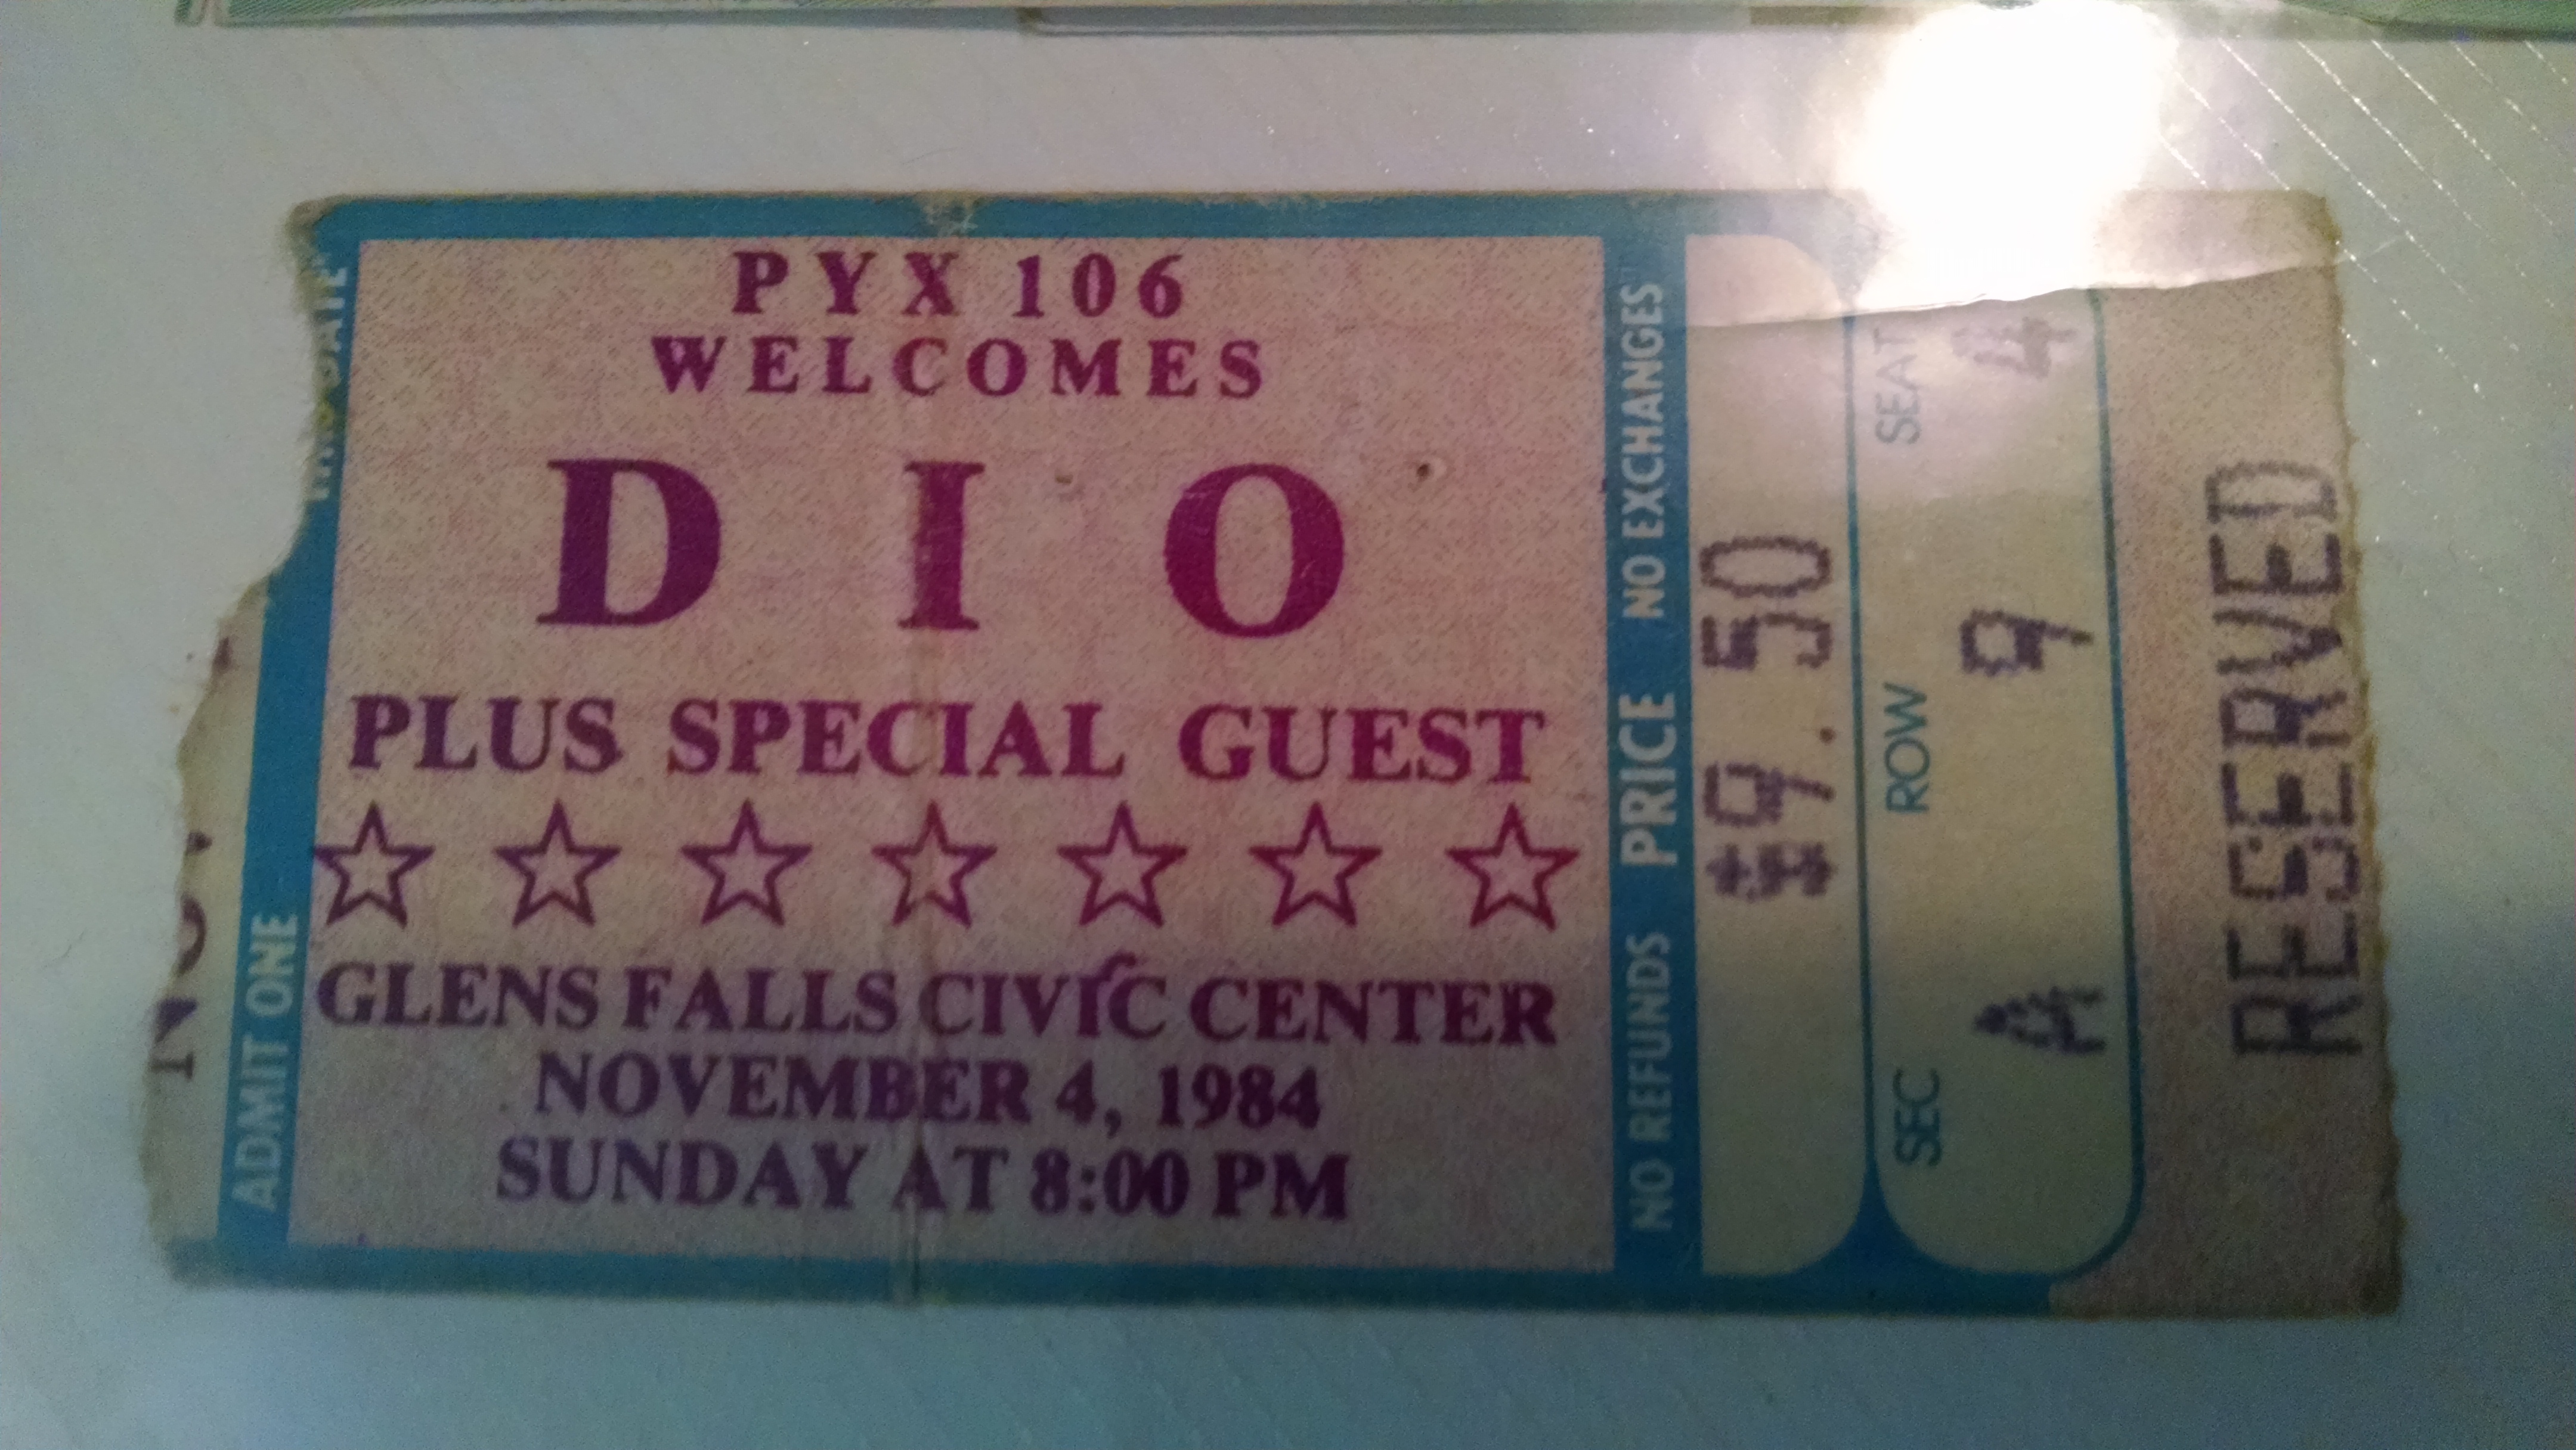 PYX 106
WELCOMES
D I O
PLUS SPECIAL GUEST
GLENS FALLS CIVIC CENTER
NOVEMBER 4, 1984
SUNDAY AT 8:00 PM
ADMIT ONE
DATE"
NO REFUNDS PRICE NO EXCHANGES
$9.50
SEC ROW SEAT
A 9 4
RESERVED